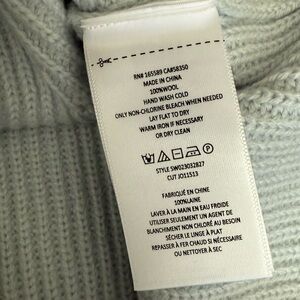 RN# 165589 CA#58350
MADE IN CHINA
100%WOOL
HAND WASH COLD
ONLY NON-CHLORINE BLEACH WHEN NEEDED
LAY FLAT TO DRY
WARM IRON IF NECESSARY
OR DRY CLEAN
STYLE SW023032827
CUT JO11513
FABRIQUÉ EN CHINE
100%LAINE
LAVER À LA MAIN EN EAU FROIDE
UTILISER SEULEMENT UN AGENT DE
BLANCHIMENT NON CHLORÉ AU BESOIN
SÉCHER LE LINGE À PLAT
REPASSER À FER CHAUD SI NÉCESSAIRE
OU NETTOYER À SEC